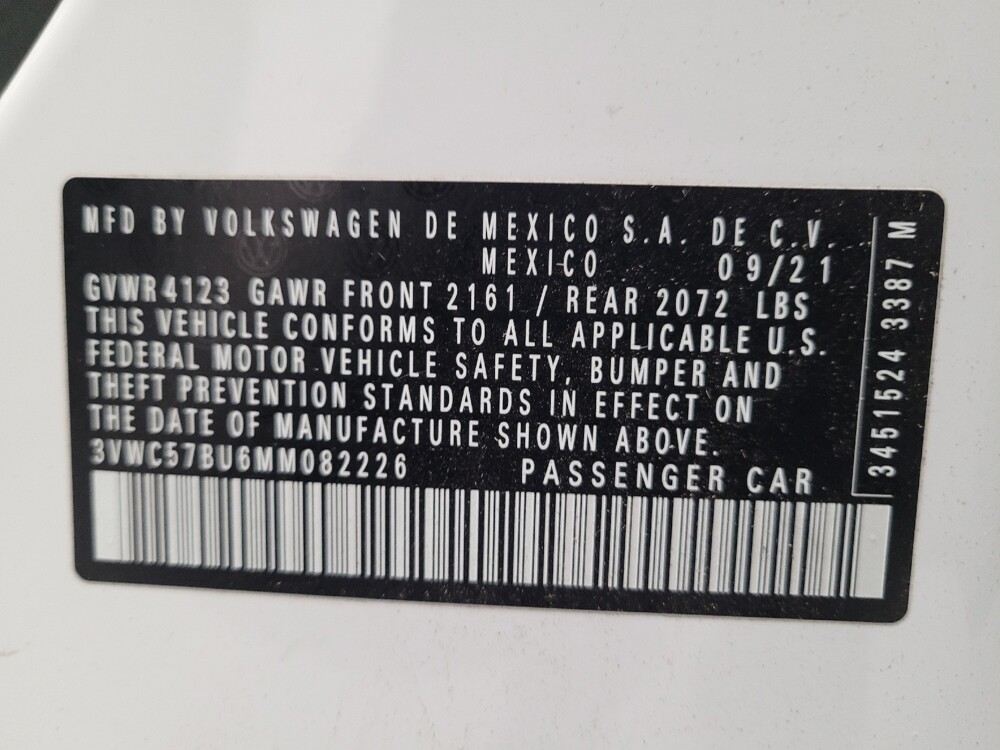 MFD BY VOLKSWAGEN DE MEXICO S.A. DE C.V.
MEXICO 09/21
GVWR 4123 GAWR FRONT 2161 / REAR 2072 LBS
THIS VEHICLE CONFORMS TO ALL APPLICABLE U.S.
FEDERAL MOTOR VEHICLE SAFETY, BUMPER AND
THEFT PREVENTION STANDARDS IN EFFECT ON
THE DATE OF MANUFACTURE SHOWN ABOVE.
3VWC57BU6MM082226 PASSENGER CAR
3451524 3387 M